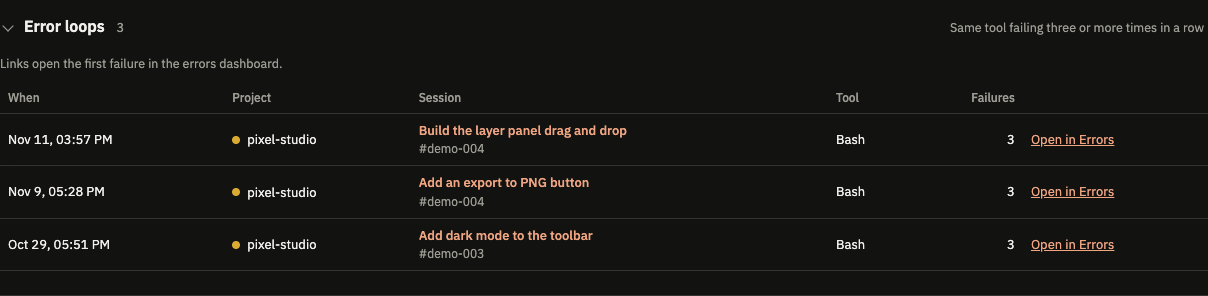 Error loops 3 Same tool failing three or more times in a row
Links open the first failure in the errors dashboard.
When Project Session Tool Failures
Nov 11, 03:57 PM pixel-studio Build the layer panel drag and drop Bash 3 Open in Errors
#demo-004
Nov 9, 05:28 PM pixel-studio Add an export to PNG button Bash 3 Open in Errors
#demo-004
Oct 29, 05:51 PM pixel-studio Add dark mode to the toolbar Bash 3 Open in Errors
#demo-003